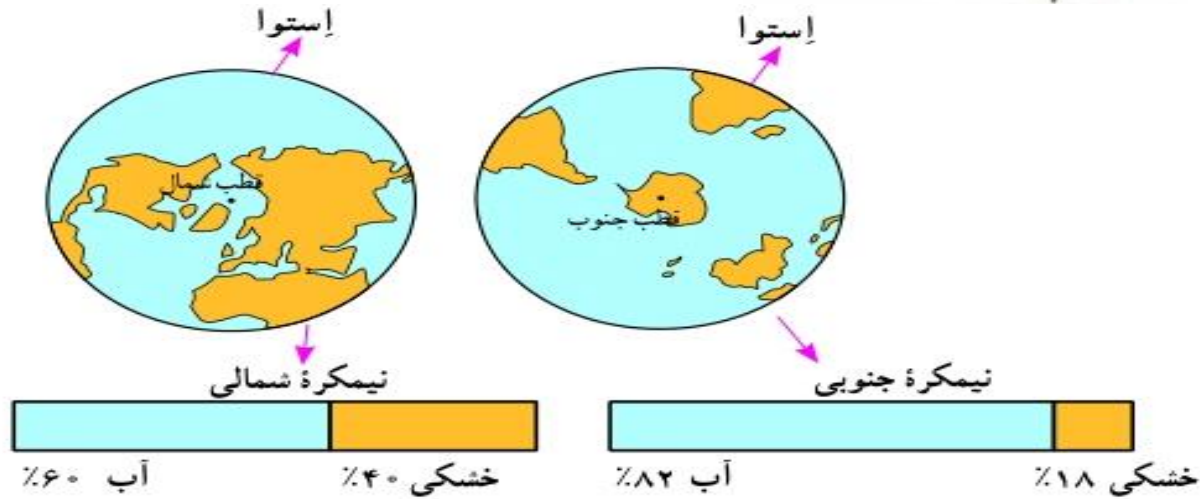 اِستوا
اِستوا
قطب شمال
قطب جنوب
نیمکرهٔ شمالی
نیمکرهٔ جنوبی
خشکی ۴۰٪ آب ۶۰٪
خشکی ۱۸٪ آب ۸۲٪